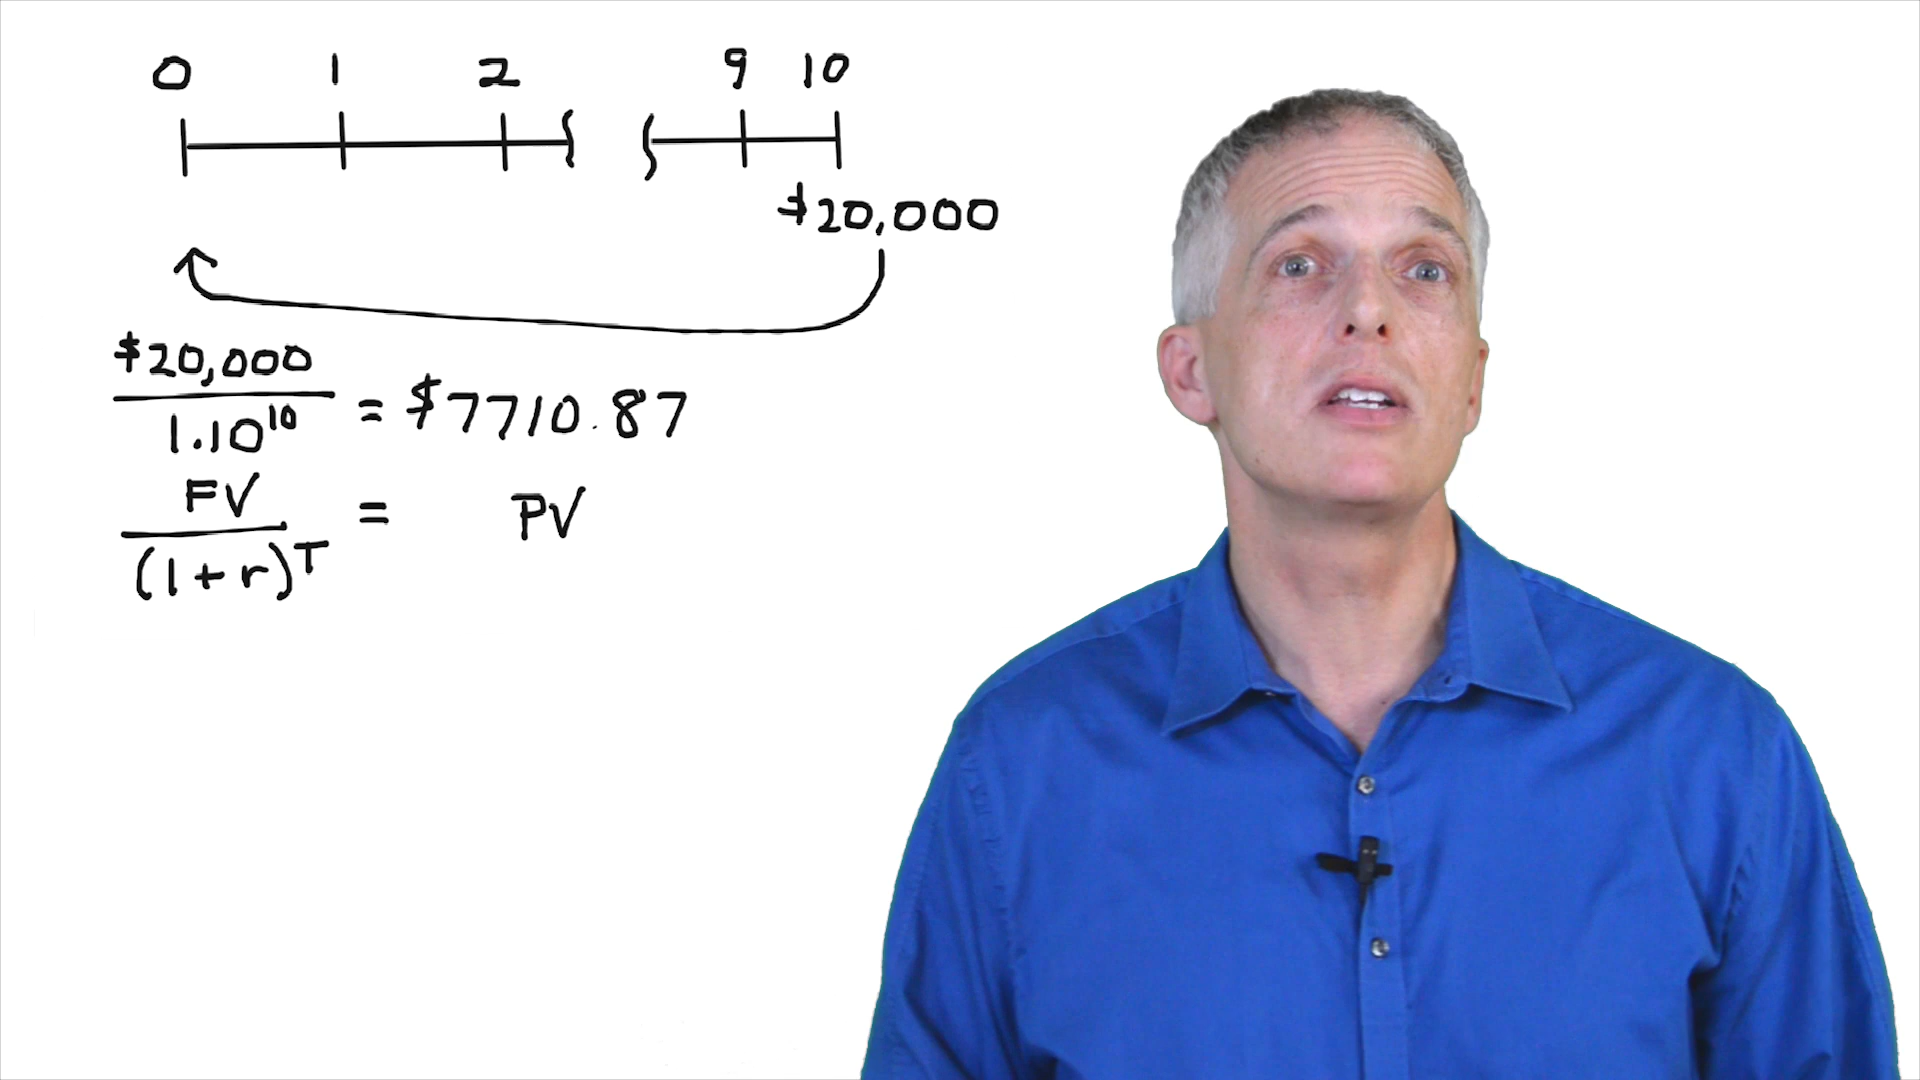 0 1 2 9 10
$20,000
$20,000 / 1.10^10 = $7710.87
FV / (1+r)^T = PV